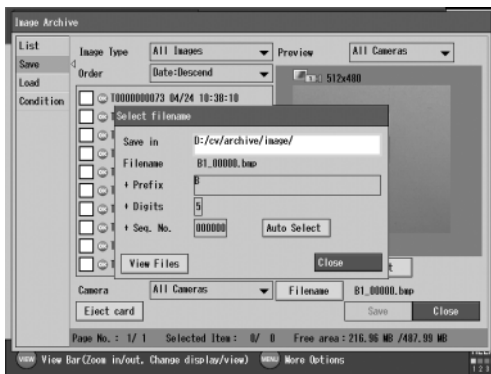 Image Archive
List
Save
Load
Condition
Image Type
All Images
Preview
All Cameras
Order
Date:Descend
512x480
T0000000073 04/24 10:38:10
Select filename
Save in
D:/cv/archive/image/
Filename
B1_00000.bmp
+ Prefix
B
+ Digits
5
+ Seq. No.
000000
Auto Select
View Files
Close
Camera
All Cameras
Filename
B1_00000.bmp
Eject card
Save
Close
Page No. : 1/ 1
Selected Item: 0/ 0
Free area : 216.96 MB /487.99 MB
VIEW
View Bar(Zoom in/out, Change display/view)
MENU
More Options
1 2 3